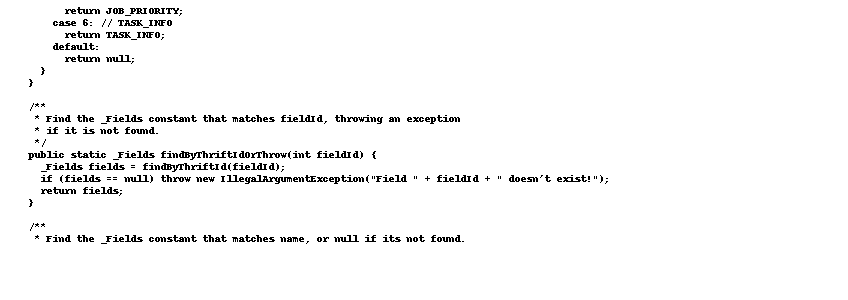 return JOB_PRIORITY;
case 6: // TASK_INFO
return TASK_INFO;
default:
return null;
}
}
/**
* Find the _Fields constant that matches fieldId, throwing an exception
* if it is not found.
*/
public static _Fields findByThriftIdOrThrow(int fieldId) {
_Fields fields = findByThriftId(fieldId);
if (fields == null) throw new IllegalArgumentException("Field " + fieldId + " doesn't exist!");
return fields;
}
/**
* Find the _Fields constant that matches name, or null if its not found.